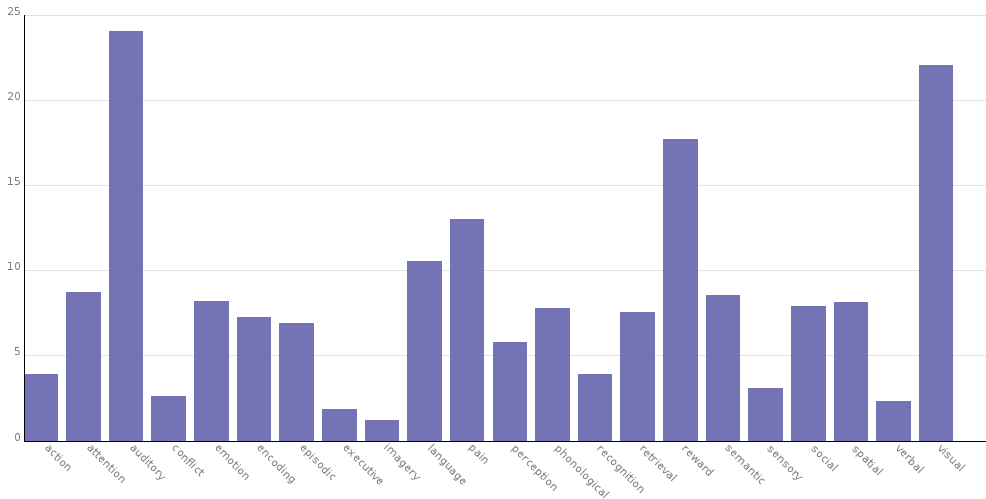 25
20
15
10
5
0
action
attention
auditory
conflict
emotion
encoding
episodic
executive
imagery
language
pain
perception
phonological
recognition
retrieval
reward
semantic
sensory
social
spatial
verbal
visual